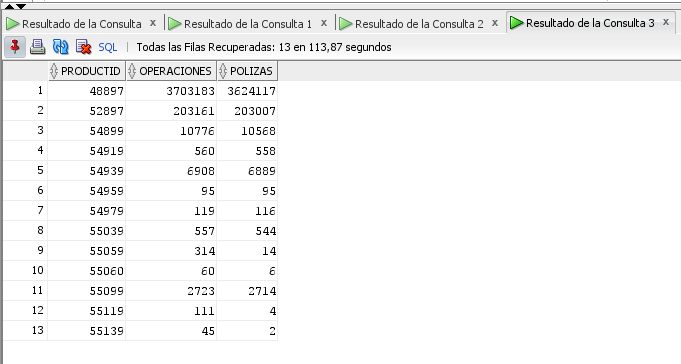 Resultado de la Consulta x Resultado de la Consulta 1 x Resultado de la Consulta 2 x Resultado de la Consulta 3 x
SQL | Todas las Filas Recuperadas: 13 en 113,87 segundos
PRODUCTID OPERACIONES POLIZAS
1 48897 3703183 3624117
2 52897 203161 203007
3 54899 10776 10568
4 54919 560 558
5 54939 6908 6889
6 54959 95 95
7 54979 119 116
8 55039 557 544
9 55059 314 14
10 55060 60 6
11 55099 2723 2714
12 55119 111 4
13 55139 45 2